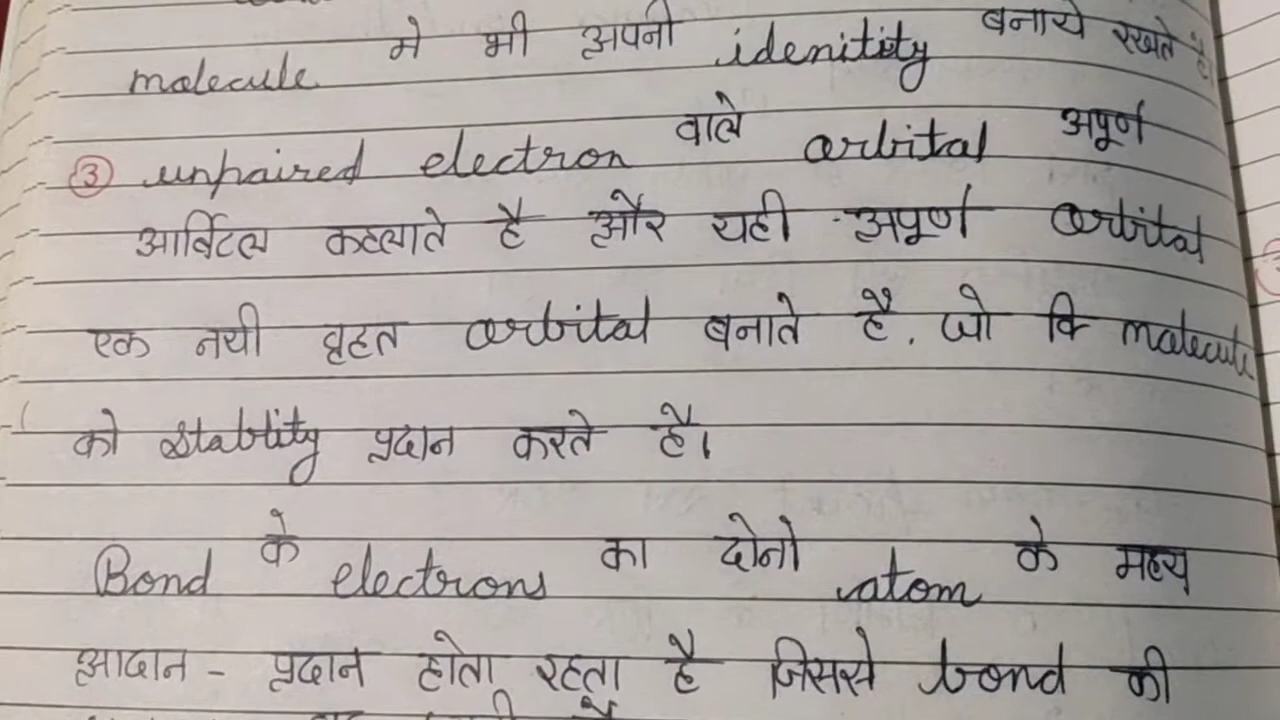 molecule में भी अपनी idenitity बनाये रखते है।
③ unpaired electron वाले orbital अपूर्ण
आर्विटल कहलाते है और यही अपूर्ण orbital
एक नयी वृहत orbital बनाते है. जो कि molecule
को stablity प्रदान करते है।
Bond के electrons का दोनो atom के मध्य
आदान - प्रदान होता रहता है जिससे bond की